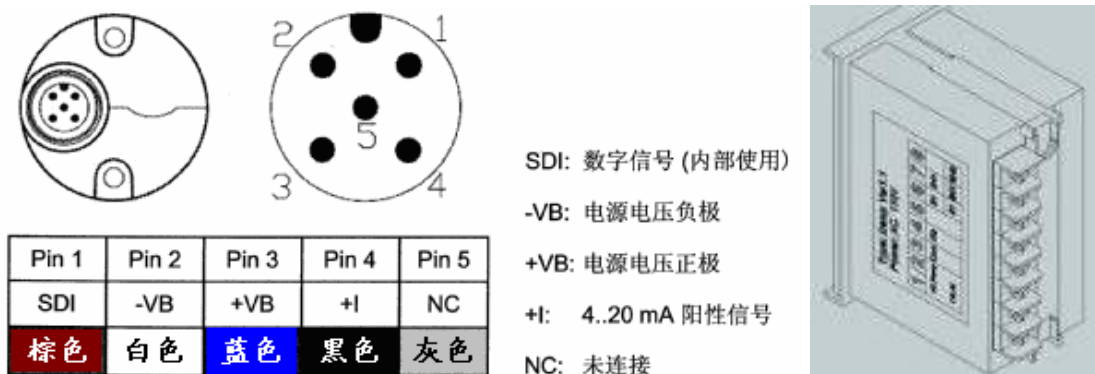 2
1
5
3
4
Pin 1 Pin 2 Pin 3 Pin 4 Pin 5
SDI -VB +VB +I NC
棕色 白色 蓝色 黑色 灰色
SDI: 数字信号 (内部使用)
-VB: 电源电压负极
+VB: 电源电压正极
+I: 4..20 mA 阳性信号
NC: 未连接